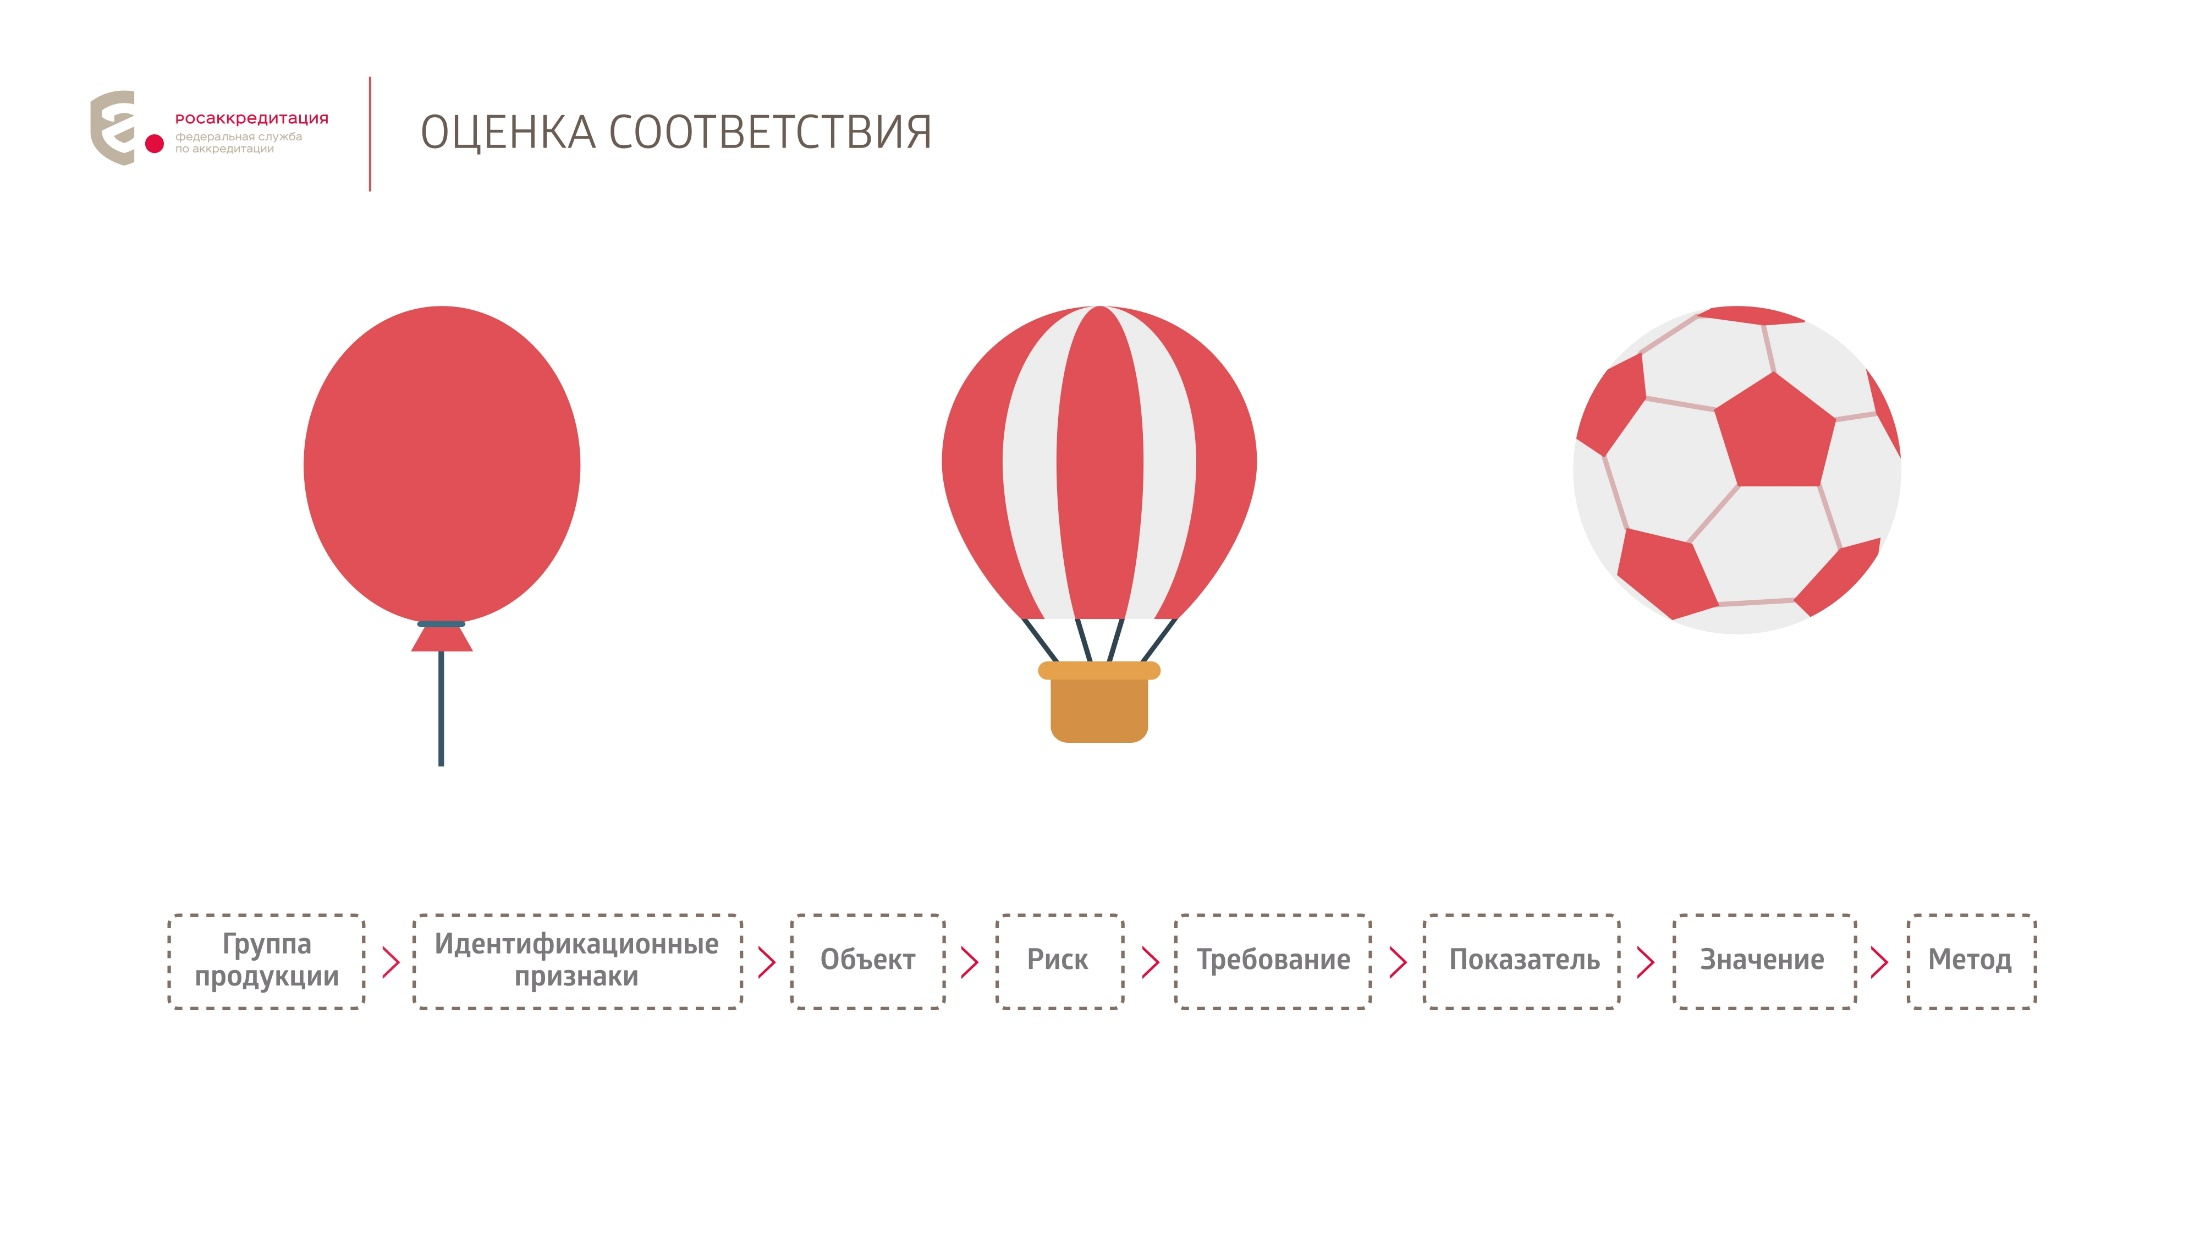 росаккредитация
федеральная служба
по аккредитации
ОЦЕНКА СООТВЕТСТВИЯ
Группа
продукции
Идентификационные
признаки
Объект
Риск
Требование
Показатель
Значение
Метод